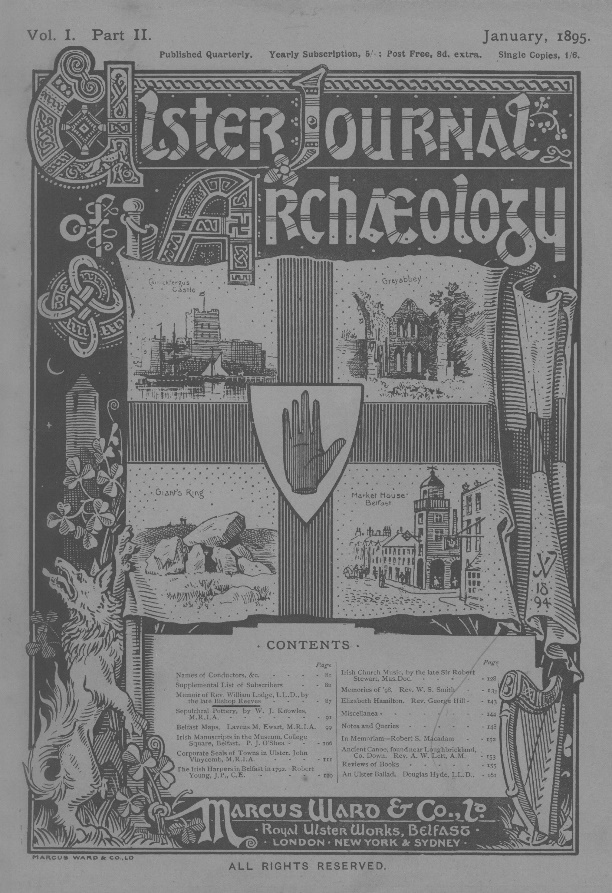 Vol. I. Part II.
January, 1895.
Published Quarterly. Yearly Subscription, 5/-; Post Free, 8d. extra. Single Copies, 1/6.
Ulster Journal
of Archæology
Carrickfergus
Castle
Greyabbey
Giant's Ring
Market House
Belfast
JV
18
94
· CONTENTS ·
Page
Names of Conductors, &c.
Supplemental List of Subscribers
Memoir of Rev. William Lodge, LL.D., by
the late Bishop Reeves
Sepulchral Pottery, by W. J. Knowles,
M.R.I.A.
Belfast Maps. Lavens M. Ewart, M.R.I.A.
Irish Manuscripts in the Museum, College
Square, Belfast. P. J. O'Shea
Corporate Seals of Towns in Ulster. John
Vinycomb, M.R.I.A.
The Irish Harpers in Belfast in 1792. Robert
Young, J.P., C.E.
Page
Irish Church Music, by the late Sir Robert
Stewart, Mus. Doc.
Memories of '98. Rev. W. S. Smith
Elizabeth Hamilton. Rev. George Hill
Miscellanea
Notes and Queries
In Memoriam—Robert S. Macadam
Ancient Canoe, found near Loughbrickland,
Co. Down. Rev. A. W. Lett, A.M.
Reviews of Books
An Ulster Ballad. Douglas Hyde, LL.D.
Marcus Ward & Co., Ld
· Royal Ulster Works, Belfast ·
· LONDON · NEW YORK & SYDNEY ·
MARCUS WARD & CO., LD
ALL RIGHTS RESERVED.